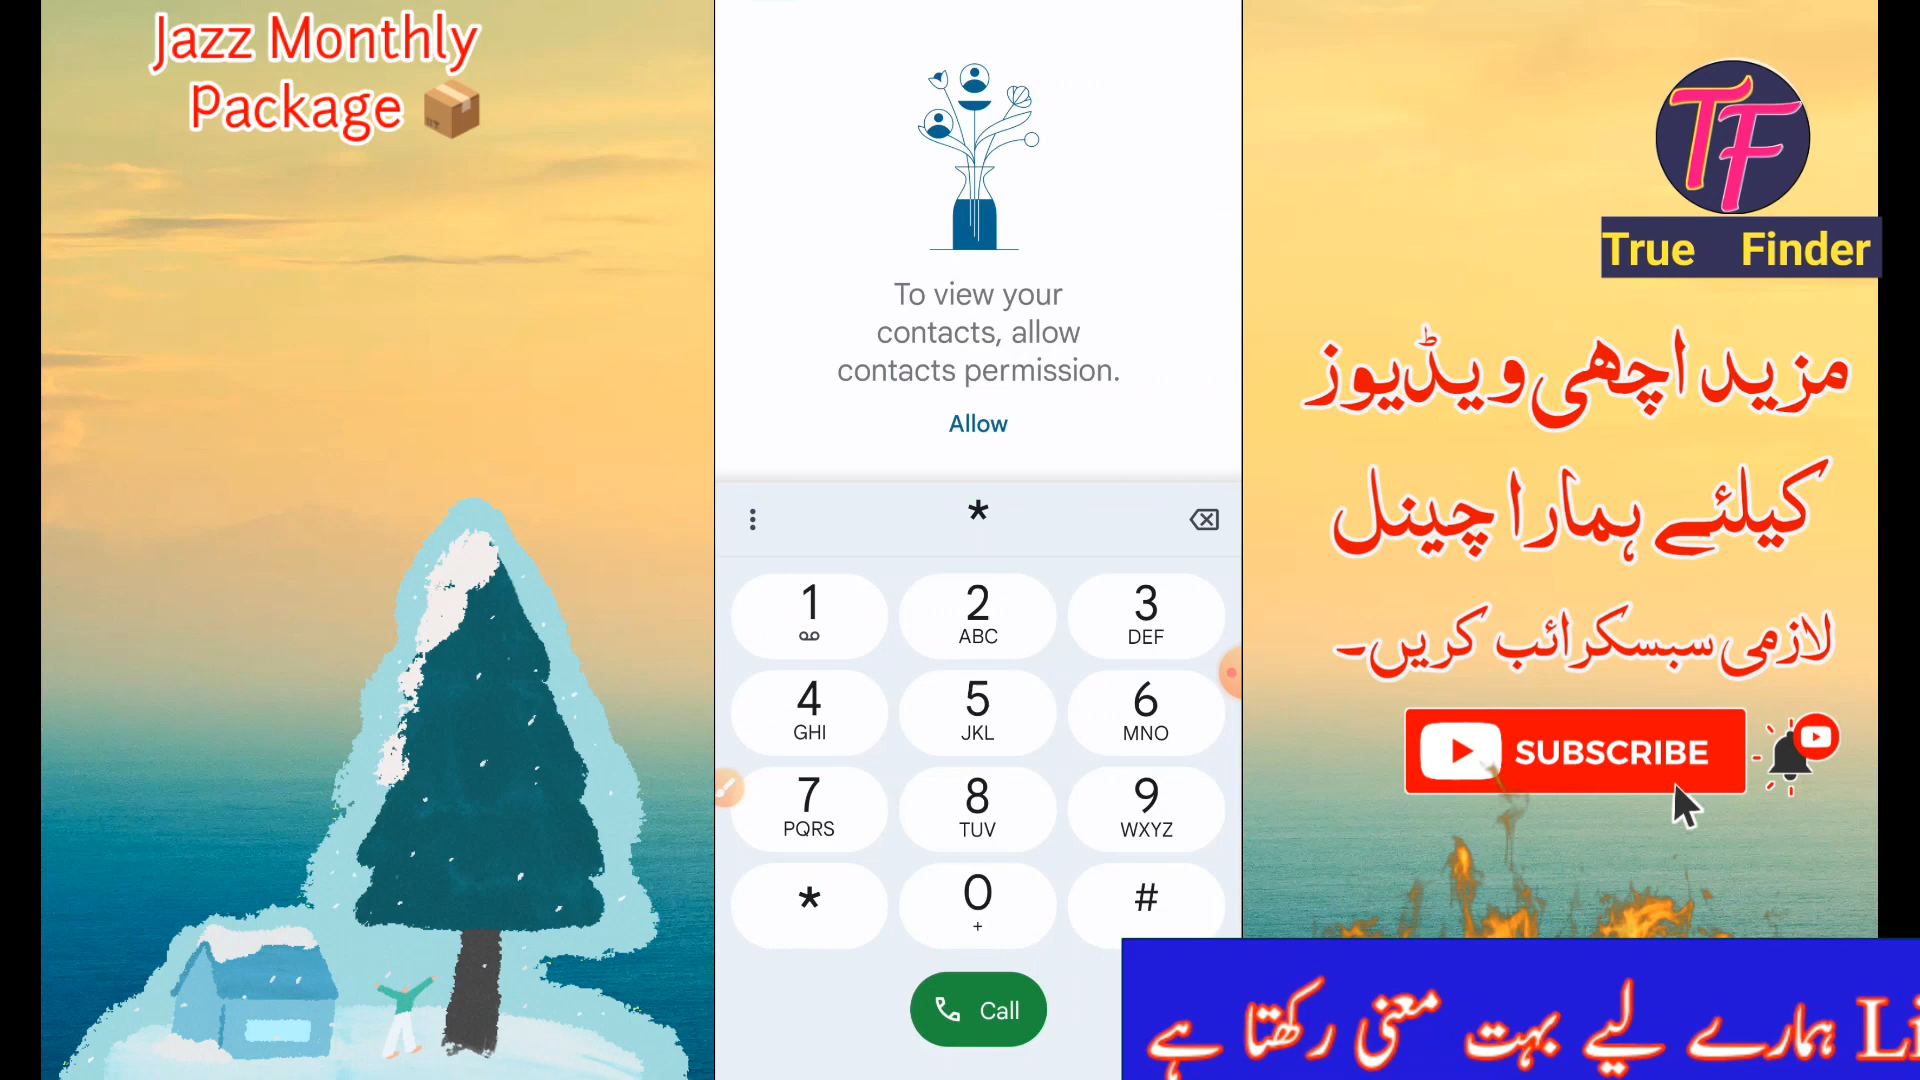 Jazz Monthly
Package
To view your
contacts, allow
contacts permission.
Allow
*
1
2
ABC
3
DEF
4
GHI
5
JKL
6
MNO
7
PQRS
8
TUV
9
WXYZ
*
0
+
#
Call
TF
True Finder
مزید اچھی ویڈیوز
کیلئے ہمارا چینل
لازمی سبسکرائب کریں۔
SUBSCRIBE
ہمارے لیے بہت معنی رکھتا ہے